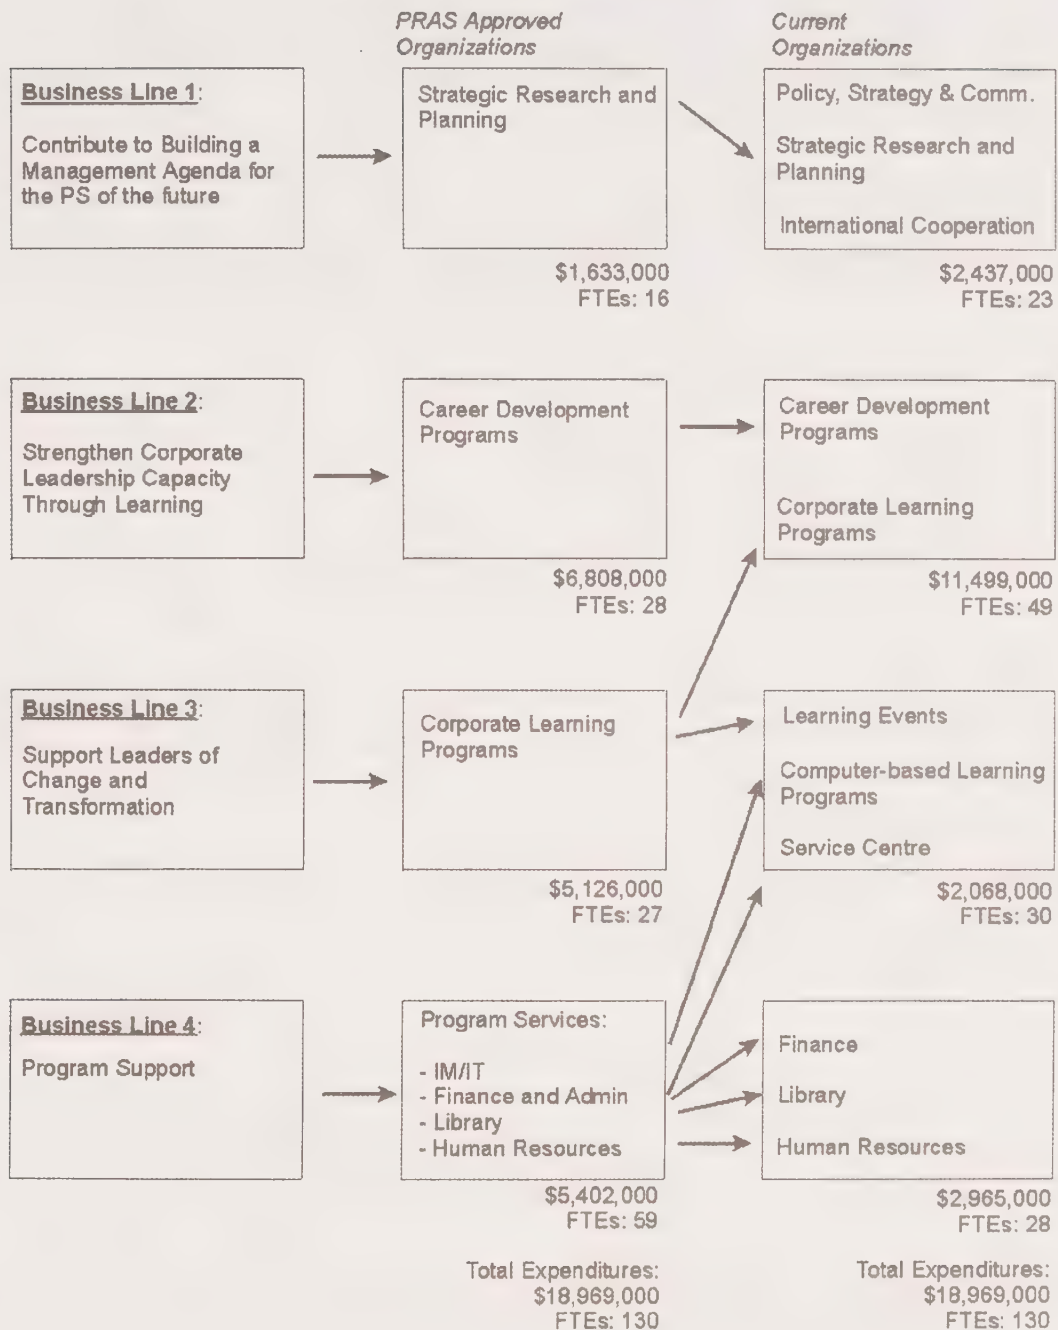 PRAS Approved
Organizations
Current
Organizations
Business Line 1:
Contribute to Building a
Management Agenda for
the PS of the future
Strategic Research and
Planning
Policy, Strategy & Comm.
Strategic Research and
Planning
International Cooperation
$1,633,000
FTEs: 16
$2,437,000
FTEs: 23
Business Line 2:
Strengthen Corporate
Leadership Capacity
Through Learning
Career Development
Programs
Career Development
Programs
Corporate Learning
Programs
$6,808,000
FTEs: 28
$11,499,000
FTEs: 49
Business Line 3:
Support Leaders of
Change and
Transformation
Corporate Learning
Programs
Learning Events
Computer-based Learning
Programs
Service Centre
$5,126,000
FTEs: 27
$2,068,000
FTEs: 30
Business Line 4:
Program Support
Program Services:
- IM/IT
- Finance and Admin
- Library
- Human Resources
Finance
Library
Human Resources
$5,402,000
FTEs: 59
$2,965,000
FTEs: 28
Total Expenditures:
$18,969,000
FTEs: 130
Total Expenditures:
$18,969,000
FTEs: 130